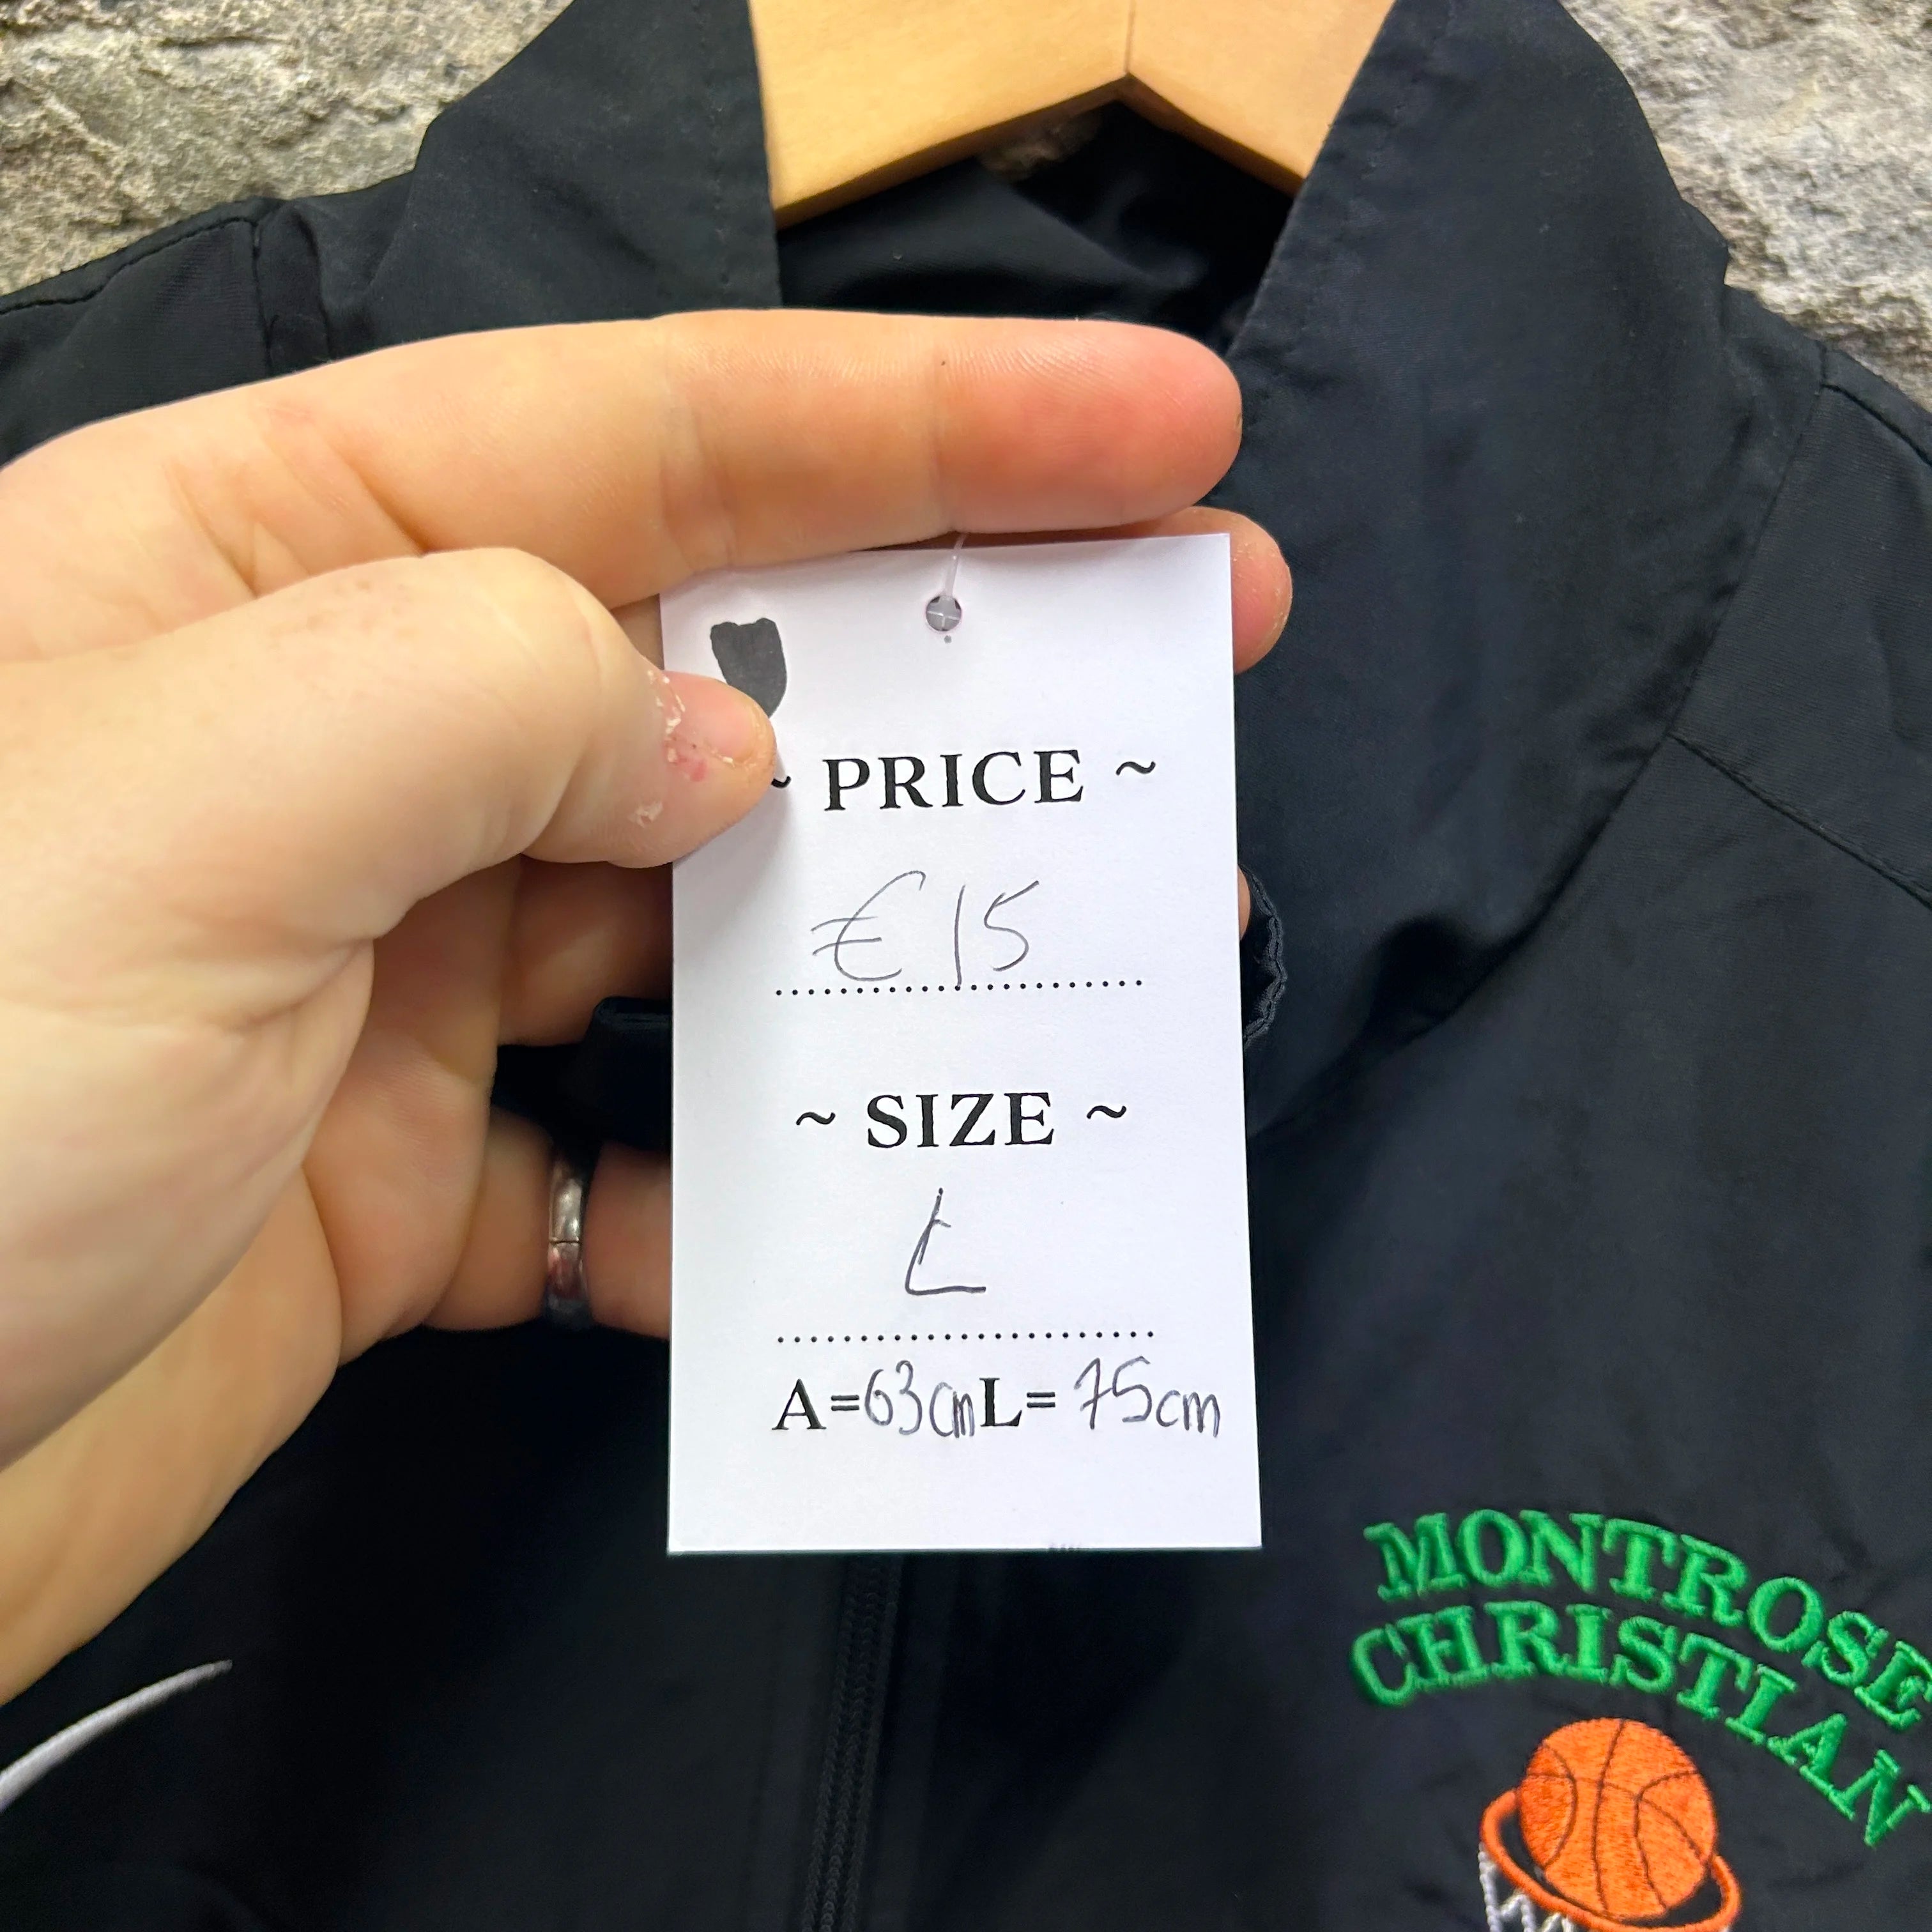 ~ PRICE ~
€15
~ SIZE ~
L
A=63cm L= 75cm
MONTROSE
CHRISTIAN